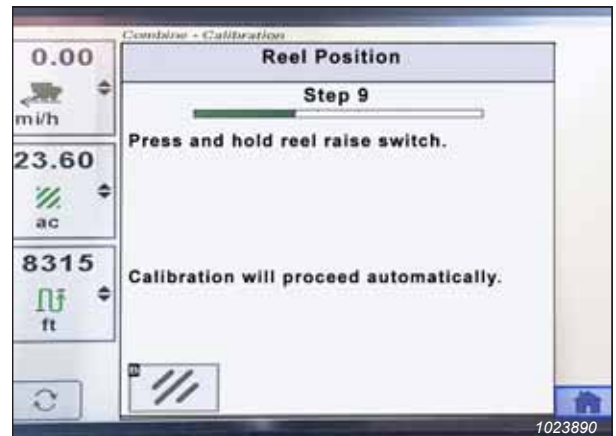 Combine - Calibration
0.00
mi/h
23.60
ac
8315
ft
Reel Position
Step 9
Press and hold reel raise switch.
Calibration will proceed automatically.
1023890